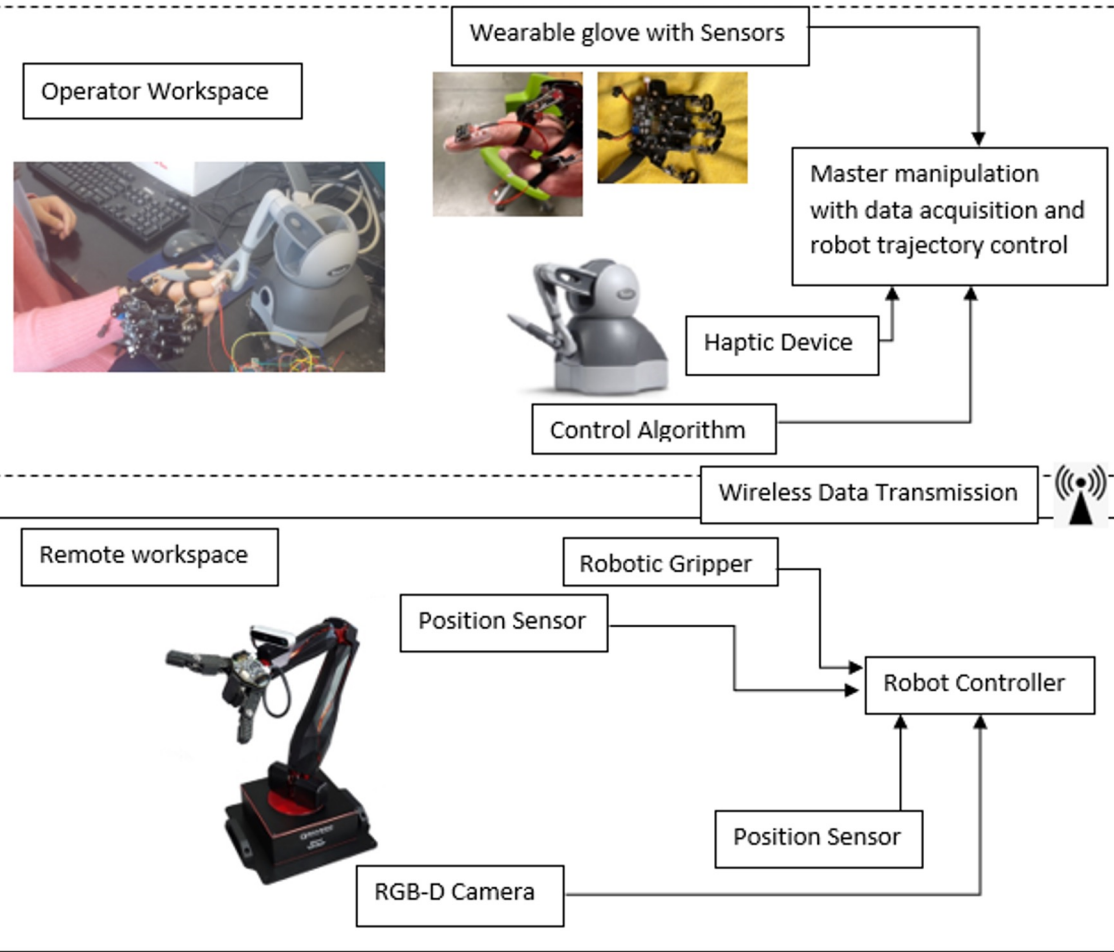 Wearable glove with Sensors
Operator Workspace
Master manipulation
with data acquisition and
robot trajectory control
Haptic Device
Control Algorithm
Wireless Data Transmission
Remote workspace
Robotic Gripper
Position Sensor
Robot Controller
Position Sensor
RGB-D Camera